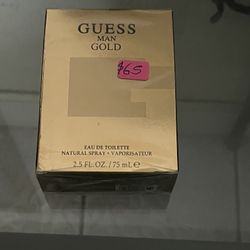 GUESS
MAN
GOLD
$65
EAU DE TOILETTE
NATURAL SPRAY • VAPORISATEUR
2.5 FL.OZ. / 75 mL ℮